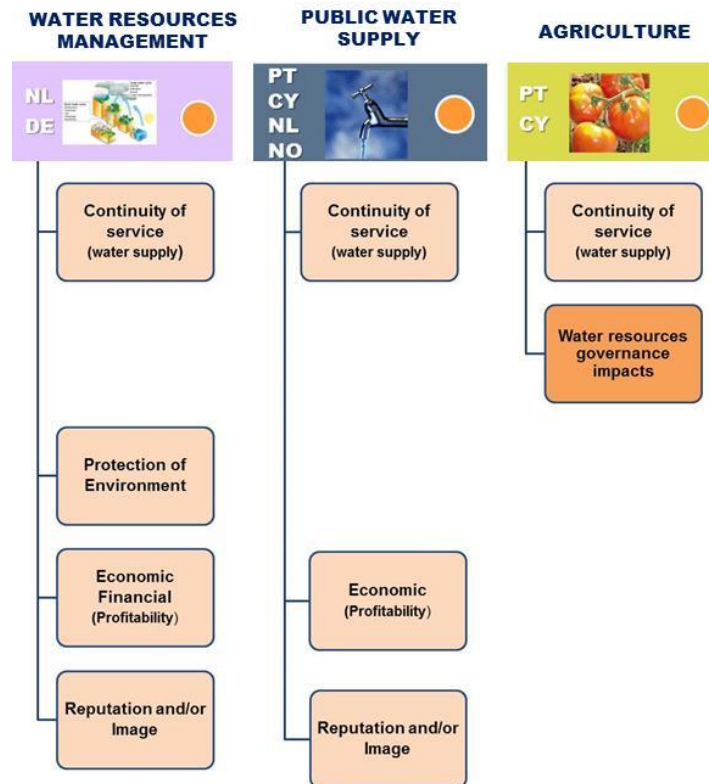 WATER RESOURCES
MANAGEMENT
NL
DE
Continuity of
service
(water supply)
Protection of
Environment
Economic
Financial
(Profitability)
Reputation and/or
Image
PUBLIC WATER
SUPPLY
PT
CY
NL
NO
Continuity of
service
(water supply)
Economic
(Profitability)
Reputation and/or
Image
AGRICULTURE
PT
CY
Continuity of
service
(water supply)
Water resources
governance
impacts